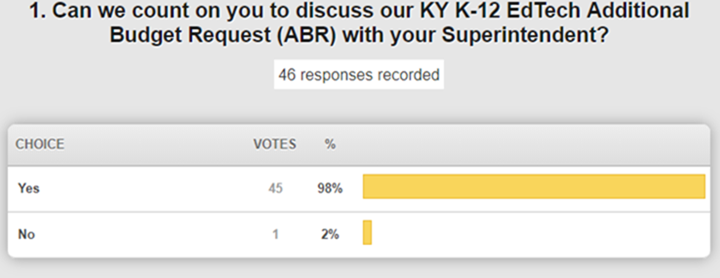 1. Can we count on you to discuss our KY K-12 EdTech Additional
Budget Request (ABR) with your Superintendent?
46 responses recorded
CHOICE VOTES %
Yes 45 98%
No 1 2%